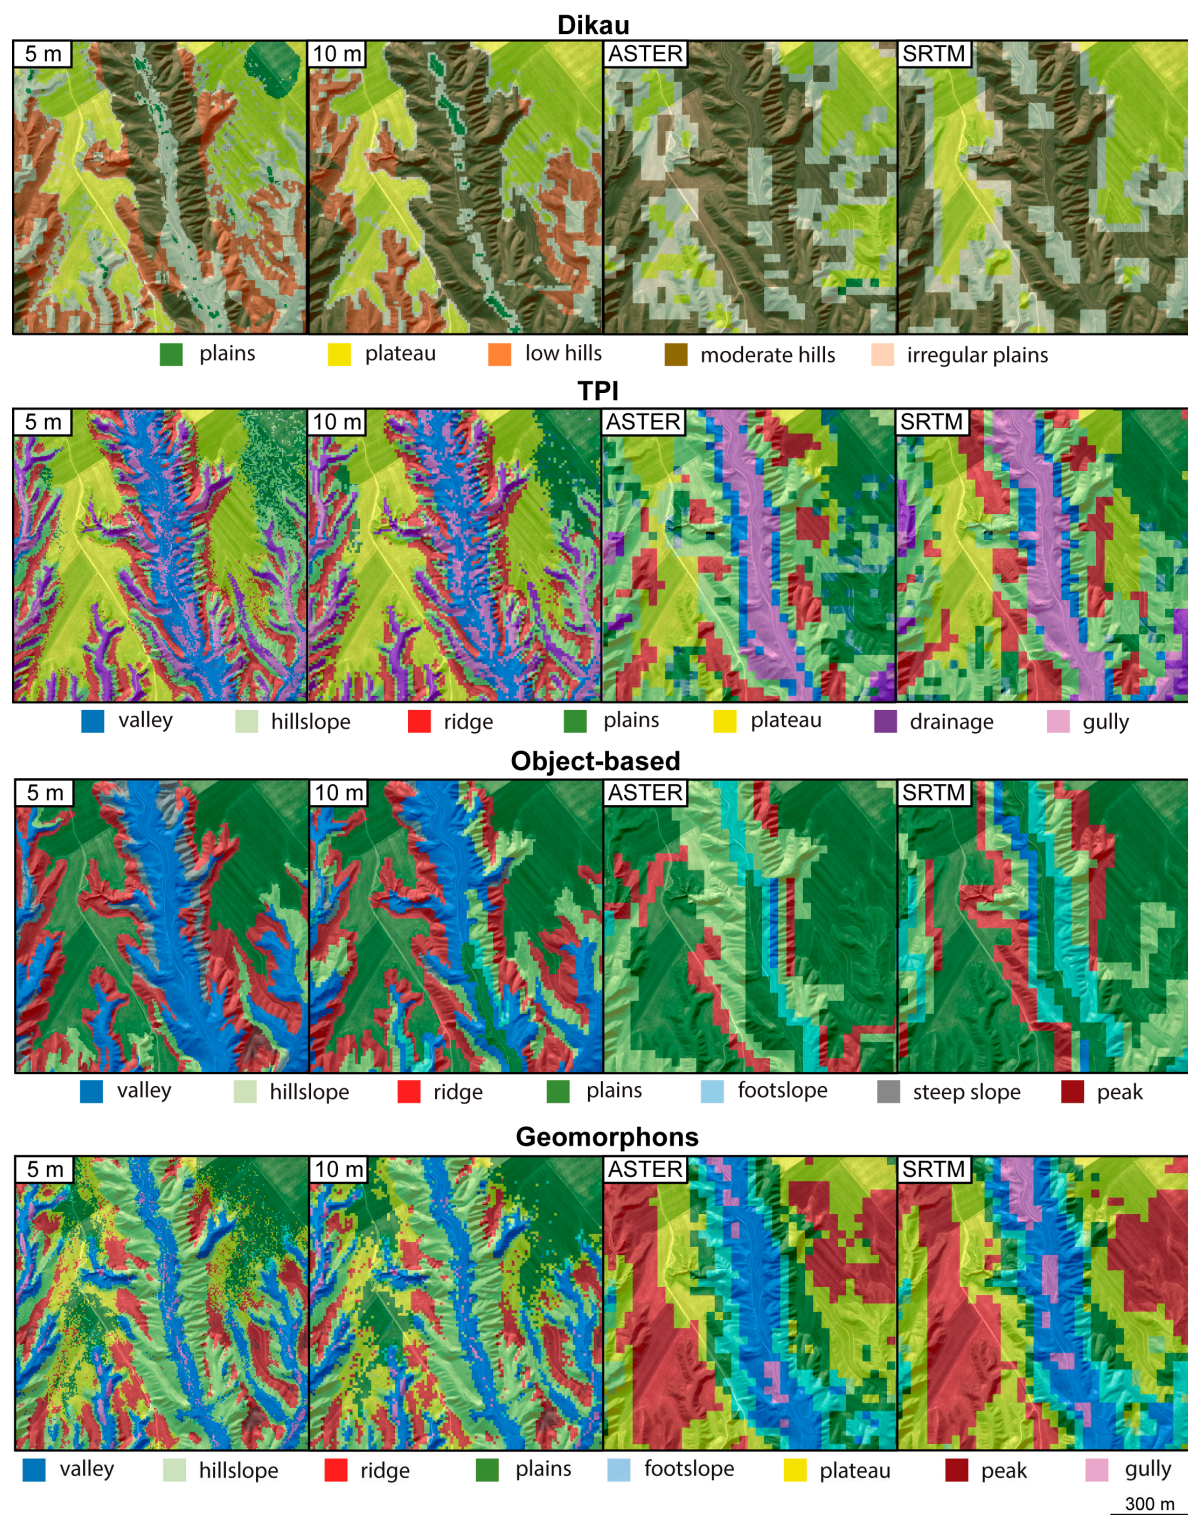 Dikau
5 m 10 m ASTER SRTM
plains plateau low hills moderate hills irregular plains
TPI
5 m 10 m ASTER SRTM
valley hillslope ridge plains plateau drainage gully
Object-based
5 m 10 m ASTER SRTM
valley hillslope ridge plains footslope steep slope peak
Geomorphons
5 m 10 m ASTER SRTM
valley hillslope ridge plains footslope plateau peak gully
300 m